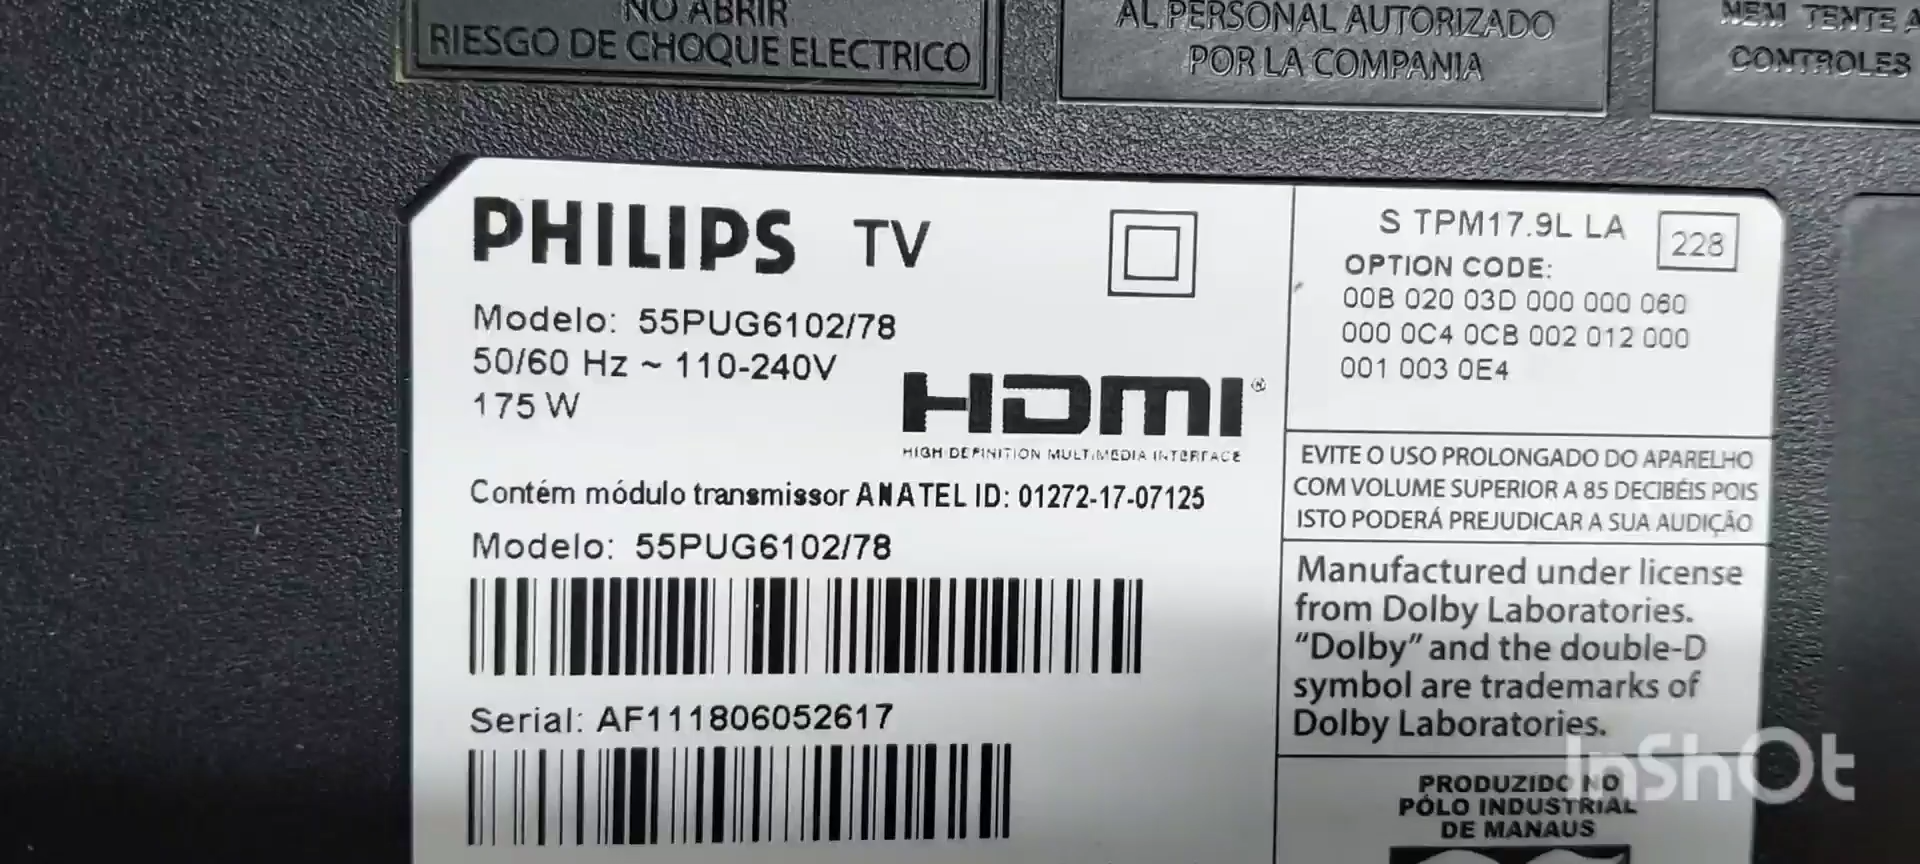 NO ABRIR
RIESGO DE CHOQUE ELECTRICO
AL PERSONAL AUTORIZADO
POR LA COMPANIA
NEM TENTE A
CONTROLES
PHILIPS TV
Modelo: 55PUG6102/78
50/60 Hz ~ 110-240V
175 W
HDMI®
HIGH DEFINITION MULTIMEDIA INTERFACE
Contém módulo transmissor ANATEL ID: 01272-17-07125
Modelo: 55PUG6102/78
Serial: AF111806052617
S TPM17.9L LA
228
OPTION CODE:
00B 020 03D 000 000 060
000 0C4 0CB 002 012 000
001 003 0E4
EVITE O USO PROLONGADO DO APARELHO
COM VOLUME SUPERIOR A 85 DECIBÉIS POIS
ISTO PODERÁ PREJUDICAR A SUA AUDIÇÃO
Manufactured under license
from Dolby Laboratories.
“Dolby” and the double-D
symbol are trademarks of
Dolby Laboratories.
PRODUZIDO NO
PÓLO INDUSTRIAL
DE MANAUS
InShOt